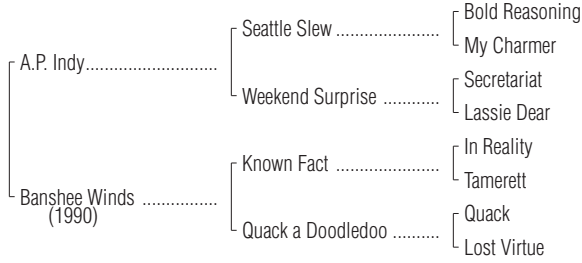 Bold Reasoning
Seattle Slew ....................
My Charmer
A.P. Indy.........................
Secretariat
Weekend Surprise ...........
Lassie Dear
In Reality
Known Fact ....................
Tamerett
Banshee Winds ..............
(1990)
Quack
Quack a Doodledoo .........
Lost Virtue